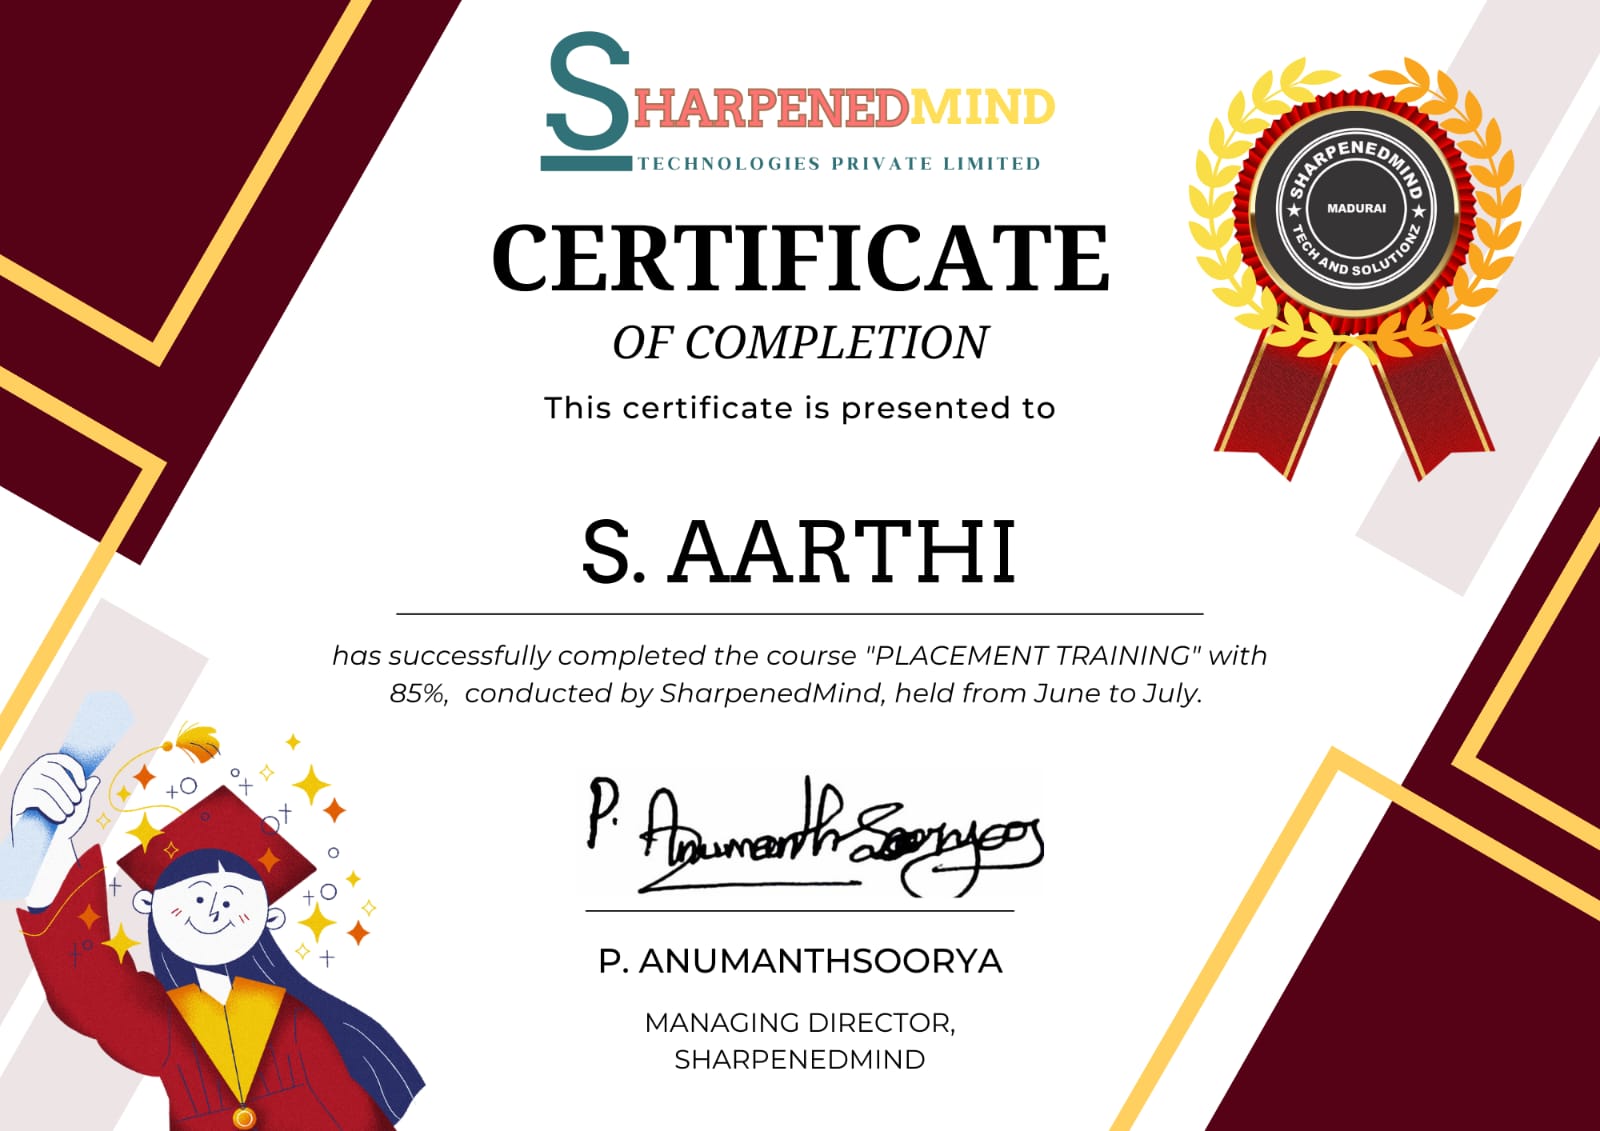 SHARPENEDMIND
TECHNOLOGIES PRIVATE LIMITED
SHARPENEDMIND
MADURAI
TECH AND SOLUTIONZ
CERTIFICATE
OF COMPLETION
This certificate is presented to
S. AARTHI
has successfully completed the course "PLACEMENT TRAINING" with
85%, conducted by SharpenedMind, held from June to July.
P. AnumanthSoorya
P. ANUMANTHSOORYA
MANAGING DIRECTOR,
SHARPENEDMIND